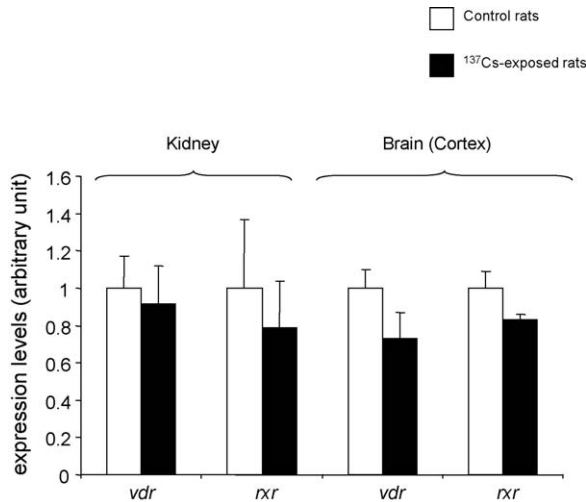 Control rats
¹³⁷Cs-exposed rats
Kidney
Brain (Cortex)
expression levels (arbitrary unit)
1.6
1.4
1.2
1
0.8
0.6
0.4
0.2
0
vdr
rxr
vdr
rxr